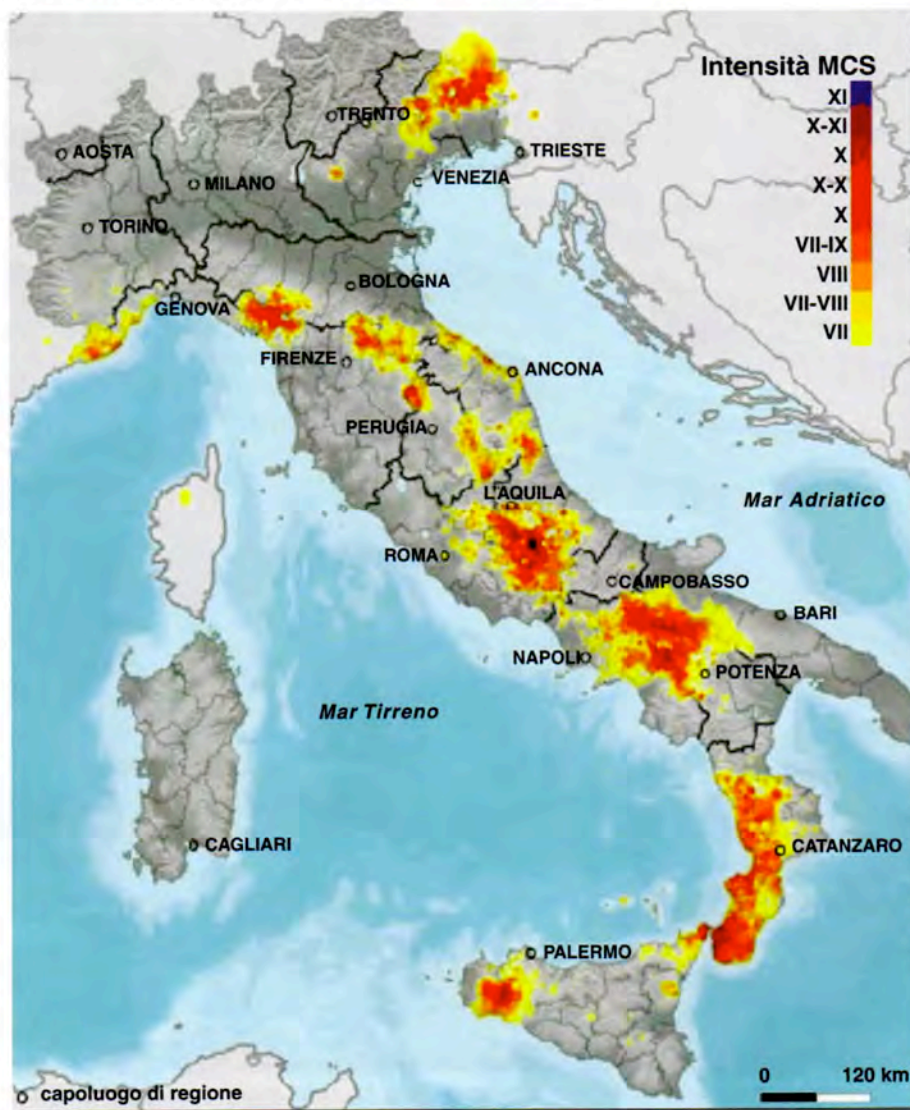 Intensità MCS
XI
X-XI
X
X-X
X
VII-IX
VIII
VII-VIII
VII
TRENTO
AOSTA
TRIESTE
MILANO
VENEZIA
TORINO
BOLOGNA
GENOVA
FIRENZE
ANCONA
PERUGIA
L'AQUILA
Mar Adriatico
ROMA
CAMPOBASSO
BARI
NAPOLI
POTENZA
Mar Tirreno
CAGLIARI
CATANZARO
PALERMO
0 120 km
capoluogo di regione